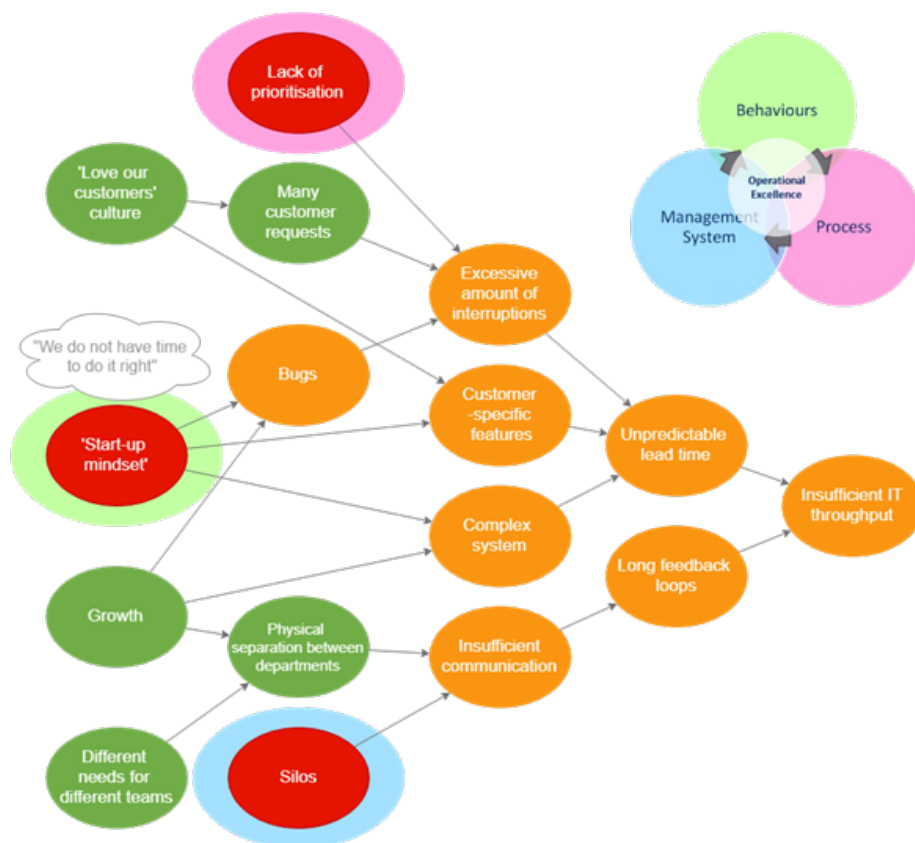 Lack of
prioritisation
Behaviours
'Love our
customers'
culture
Many
customer
requests
Operational
Excellence
Management
System
Process
Excessive
amount of
interruptions
"We do not have time
to do it right"
Bugs
Customer
-specific
features
'Start-up
mindset'
Unpredictable
lead time
Insufficient IT
throughput
Complex
system
Long feedback
loops
Growth
Physical
separation between
departments
Insufficient
communication
Different
needs for
different teams
Silos